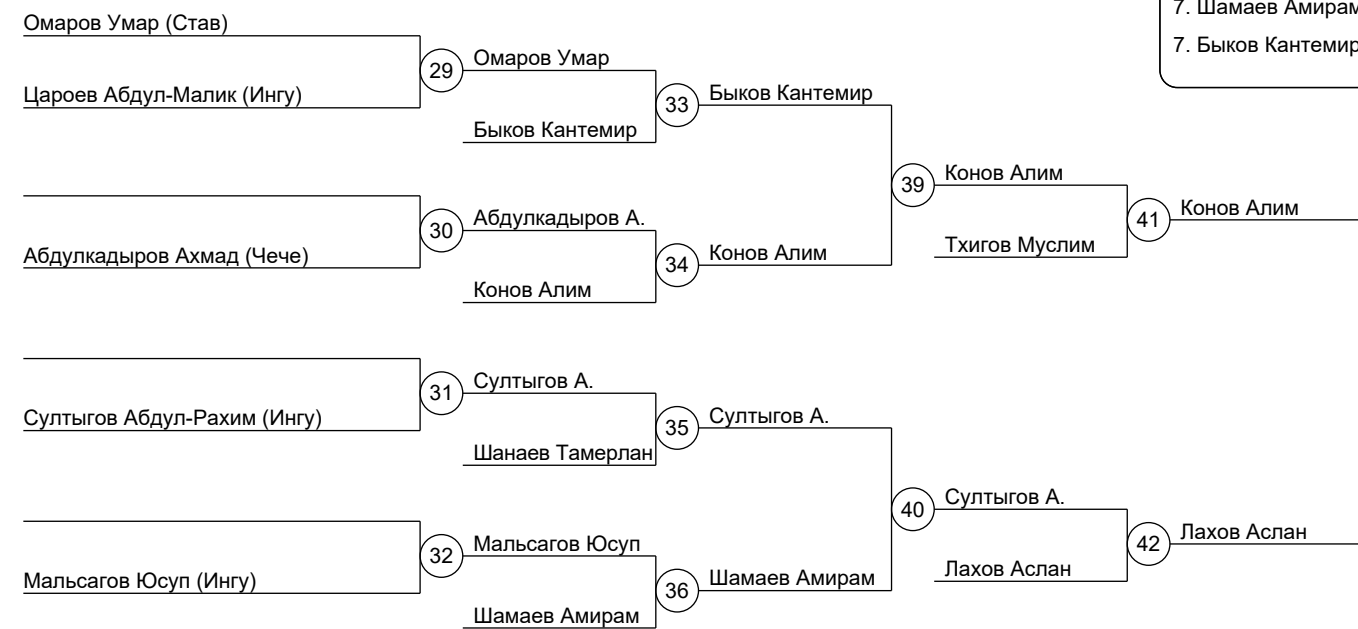 Омаров Умар (Став)
7. Шамаев Амирам
7. Быков Кантемир
29
Омаров Умар
Цароев Абдул-Малик (Ингу)
33
Быков Кантемир
Быков Кантемир
39
Конов Алим
30
Абдулкадыров А.
41
Конов Алим
Абдулкадыров Ахмад (Чече)
34
Конов Алим
Тхигов Муслим
Конов Алим
31
Султыгов А.
Султыгов Абдул-Рахим (Ингу)
35
Султыгов А.
Шанаев Тамерлан
40
Султыгов А.
32
Мальсагов Юсуп
42
Лахов Аслан
Мальсагов Юсуп (Ингу)
36
Шамаев Амирам
Лахов Аслан
Шамаев Амирам